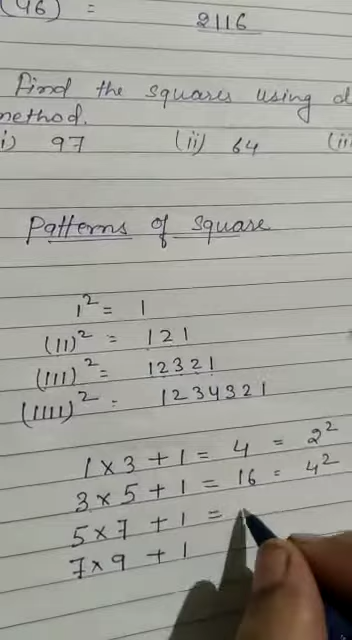 (46) =
2116
Find the squares using
method.
i) 97 (ii) 64 (iii
Patterns of square
1² = 1
(11)² = 121
(111)² = 12321
(1111)² = 1234321
1 × 3 + 1 = 4 = 2²
3 × 5 + 1 = 16 = 4²
5 × 7 + 1 =
7 × 9 + 1